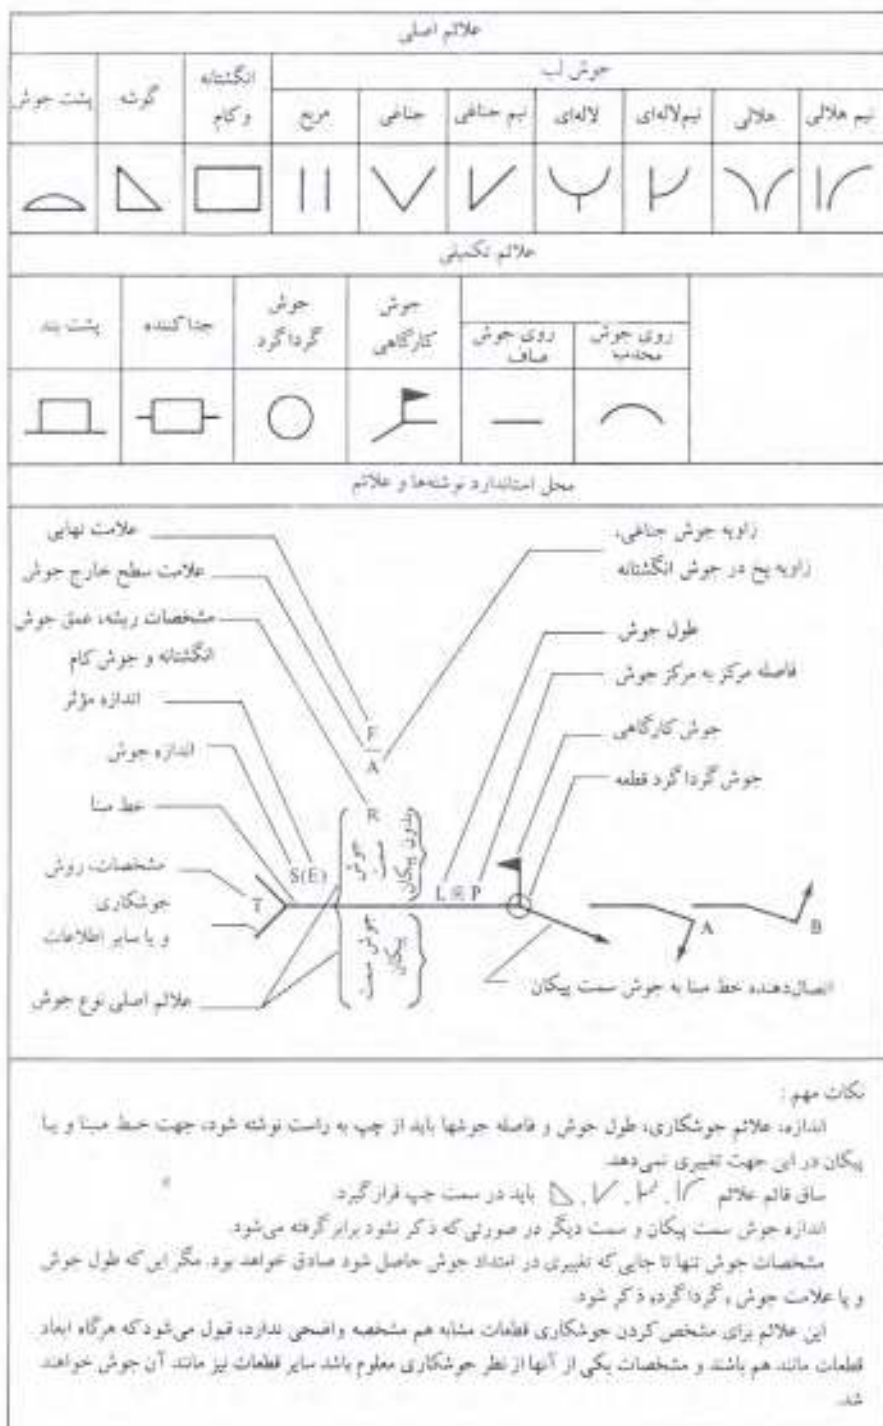 علائم اصلی
پشت جوش
گوشه
انگشتانه
و کام
جوش لب
مربع
جناغی
نیم جناغی
لاله‌ای
نیم‌لاله‌ای
هلالی
نیم هلالی
علائم تکمیلی
پشت بند
جداکننده
جوش
گرداگرد
جوش
کارگاهی
روی جوش
صاف
روی جوش
محدب
محل استاندارد نوشته‌ها و علائم
علامت نهایی
علامت سطح خارج جوش
مشخصات ریشه، عمق جوش
انگشتانه و جوش کام
اندازه مؤثر
اندازه جوش
خط مبنا
مشخصات، روش
جوشکاری
و یا سایر اطلاعات
علائم اصلی نوع جوش
زاویه جوش جناغی،
زاویه پخ در جوش انگشتانه
طول جوش
فاصله مرکز به مرکز جوش
جوش کارگاهی
جوش گرداگرد قطعه
اتصال‌دهنده خط مبنا به جوش سمت پیکان
F
A
R
S(E)
T
جوش
سمت
بدون پیکان
جوش سمت
پیکان
L @ P
A
B
نکات مهم :
اندازه، علائم جوشکاری، طول جوش و فاصله جوشها باید از چپ به راست نوشته شود، جهت خط مبنا و یا
پیکان در این جهت تغییری نمی‌دهد.
ساق قائم علائم باید در سمت چپ قرار گیرد.
اندازه جوش سمت پیکان و سمت دیگر در صورتی که ذکر نشود برابر گرفته می‌شود.
مشخصات جوش تنها تا جایی که تغییری در امتداد جوش حاصل شود صادق خواهد بود. مگر این که طول جوش
و یا علامت جوش «گرداگرد» ذکر شود.
این علائم برای مشخص کردن جوشکاری قطعات مشابه هم مشخصه واضحی ندارد، قبول می‌شود که هرگاه ابعاد
قطعات مانند هم باشند و مشخصات یکی از آنها از نظر جوشکاری معلوم باشد سایر قطعات نیز مانند آن جوش خواهند
شد.